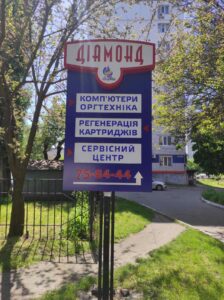 ДІАМОНД
КОМП'ЮТЕРИ
ОРГТЕХНІКА
РЕГЕНЕРАЦІЯ
КАРТРИДЖІВ
СЕРВІСНИЙ
ЦЕНТР
75-84-44